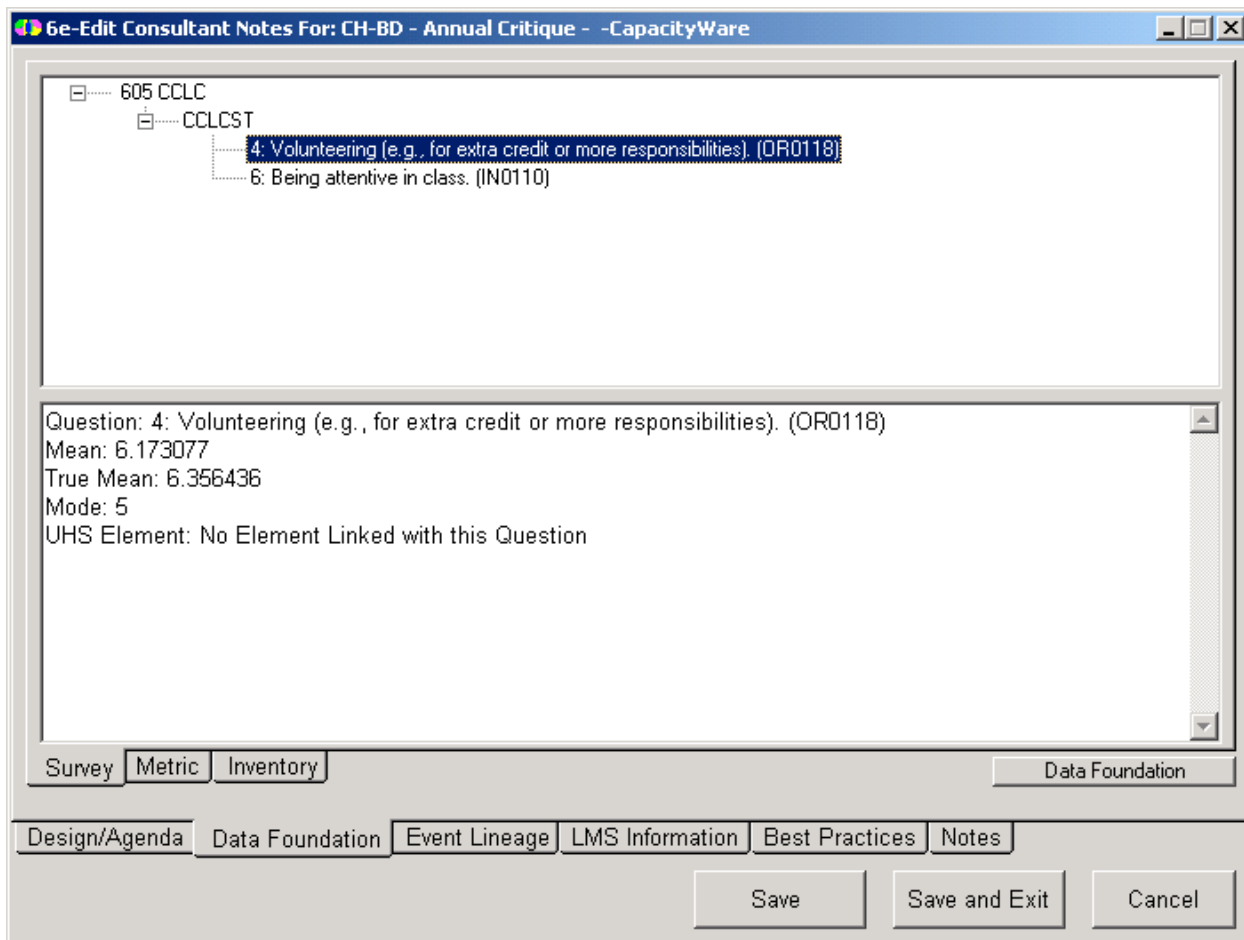 6e-Edit Consultant Notes For: CH-BD - Annual Critique - -CapacityWare
605 CCLC
CCLCST
4: Volunteering (e.g., for extra credit or more responsibilities). (OR0118)
6: Being attentive in class. (IN0110)
Question: 4: Volunteering (e.g., for extra credit or more responsibilities). (OR0118)
Mean: 6.173077
True Mean: 6.356436
Mode: 5
UHS Element: No Element Linked with this Question
Survey Metric Inventory Data Foundation
Design/Agenda Data Foundation Event Lineage LMS Information Best Practices Notes
Save Save and Exit Cancel